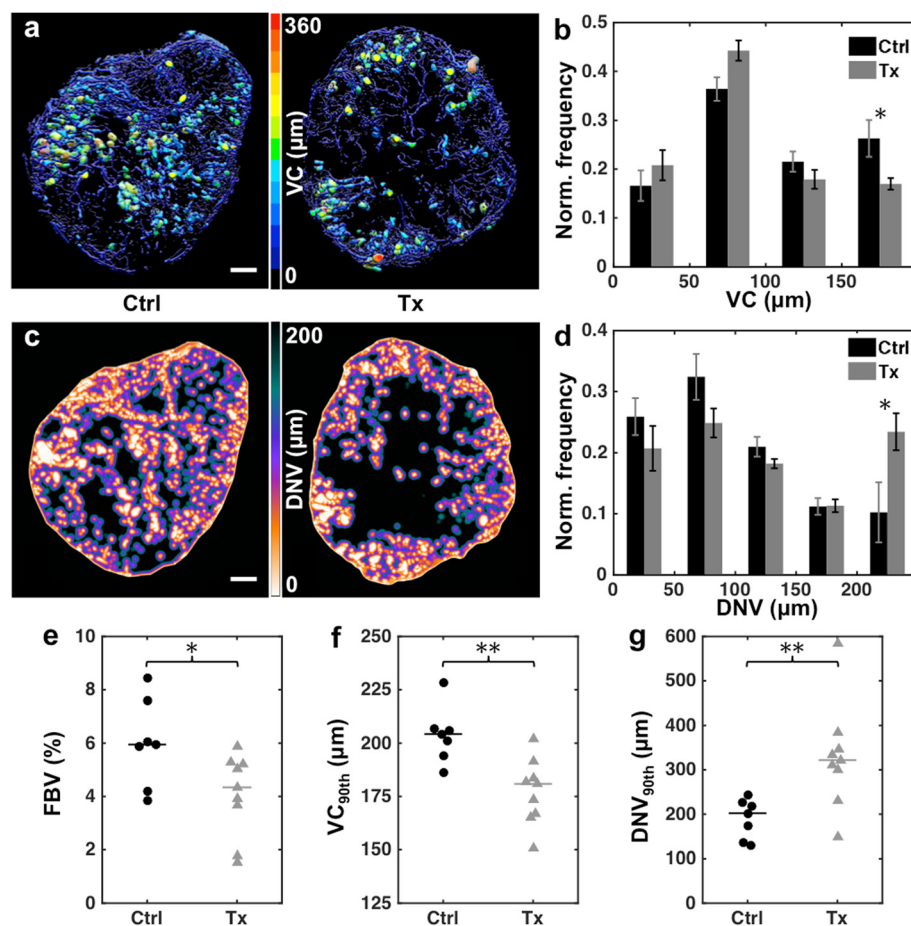 a
360
VC (μm)
0
Ctrl
Tx
b
Norm. frequency
0.5
0.4
0.3
0.2
0.1
0
Ctrl
Tx
*
0
50
100
150
VC (μm)
c
200
DNV (μm)
0
d
Norm. frequency
0.4
0.3
0.2
0.1
0
Ctrl
Tx
*
0
50
100
150
200
DNV (μm)
e
FBV (%)
10
8
6
4
2
0
*
Ctrl
Tx
f
VC90th (μm)
250
225
200
175
150
125
**
Ctrl
Tx
g
DNV90th (μm)
600
500
400
300
200
100
0
**
Ctrl
Tx